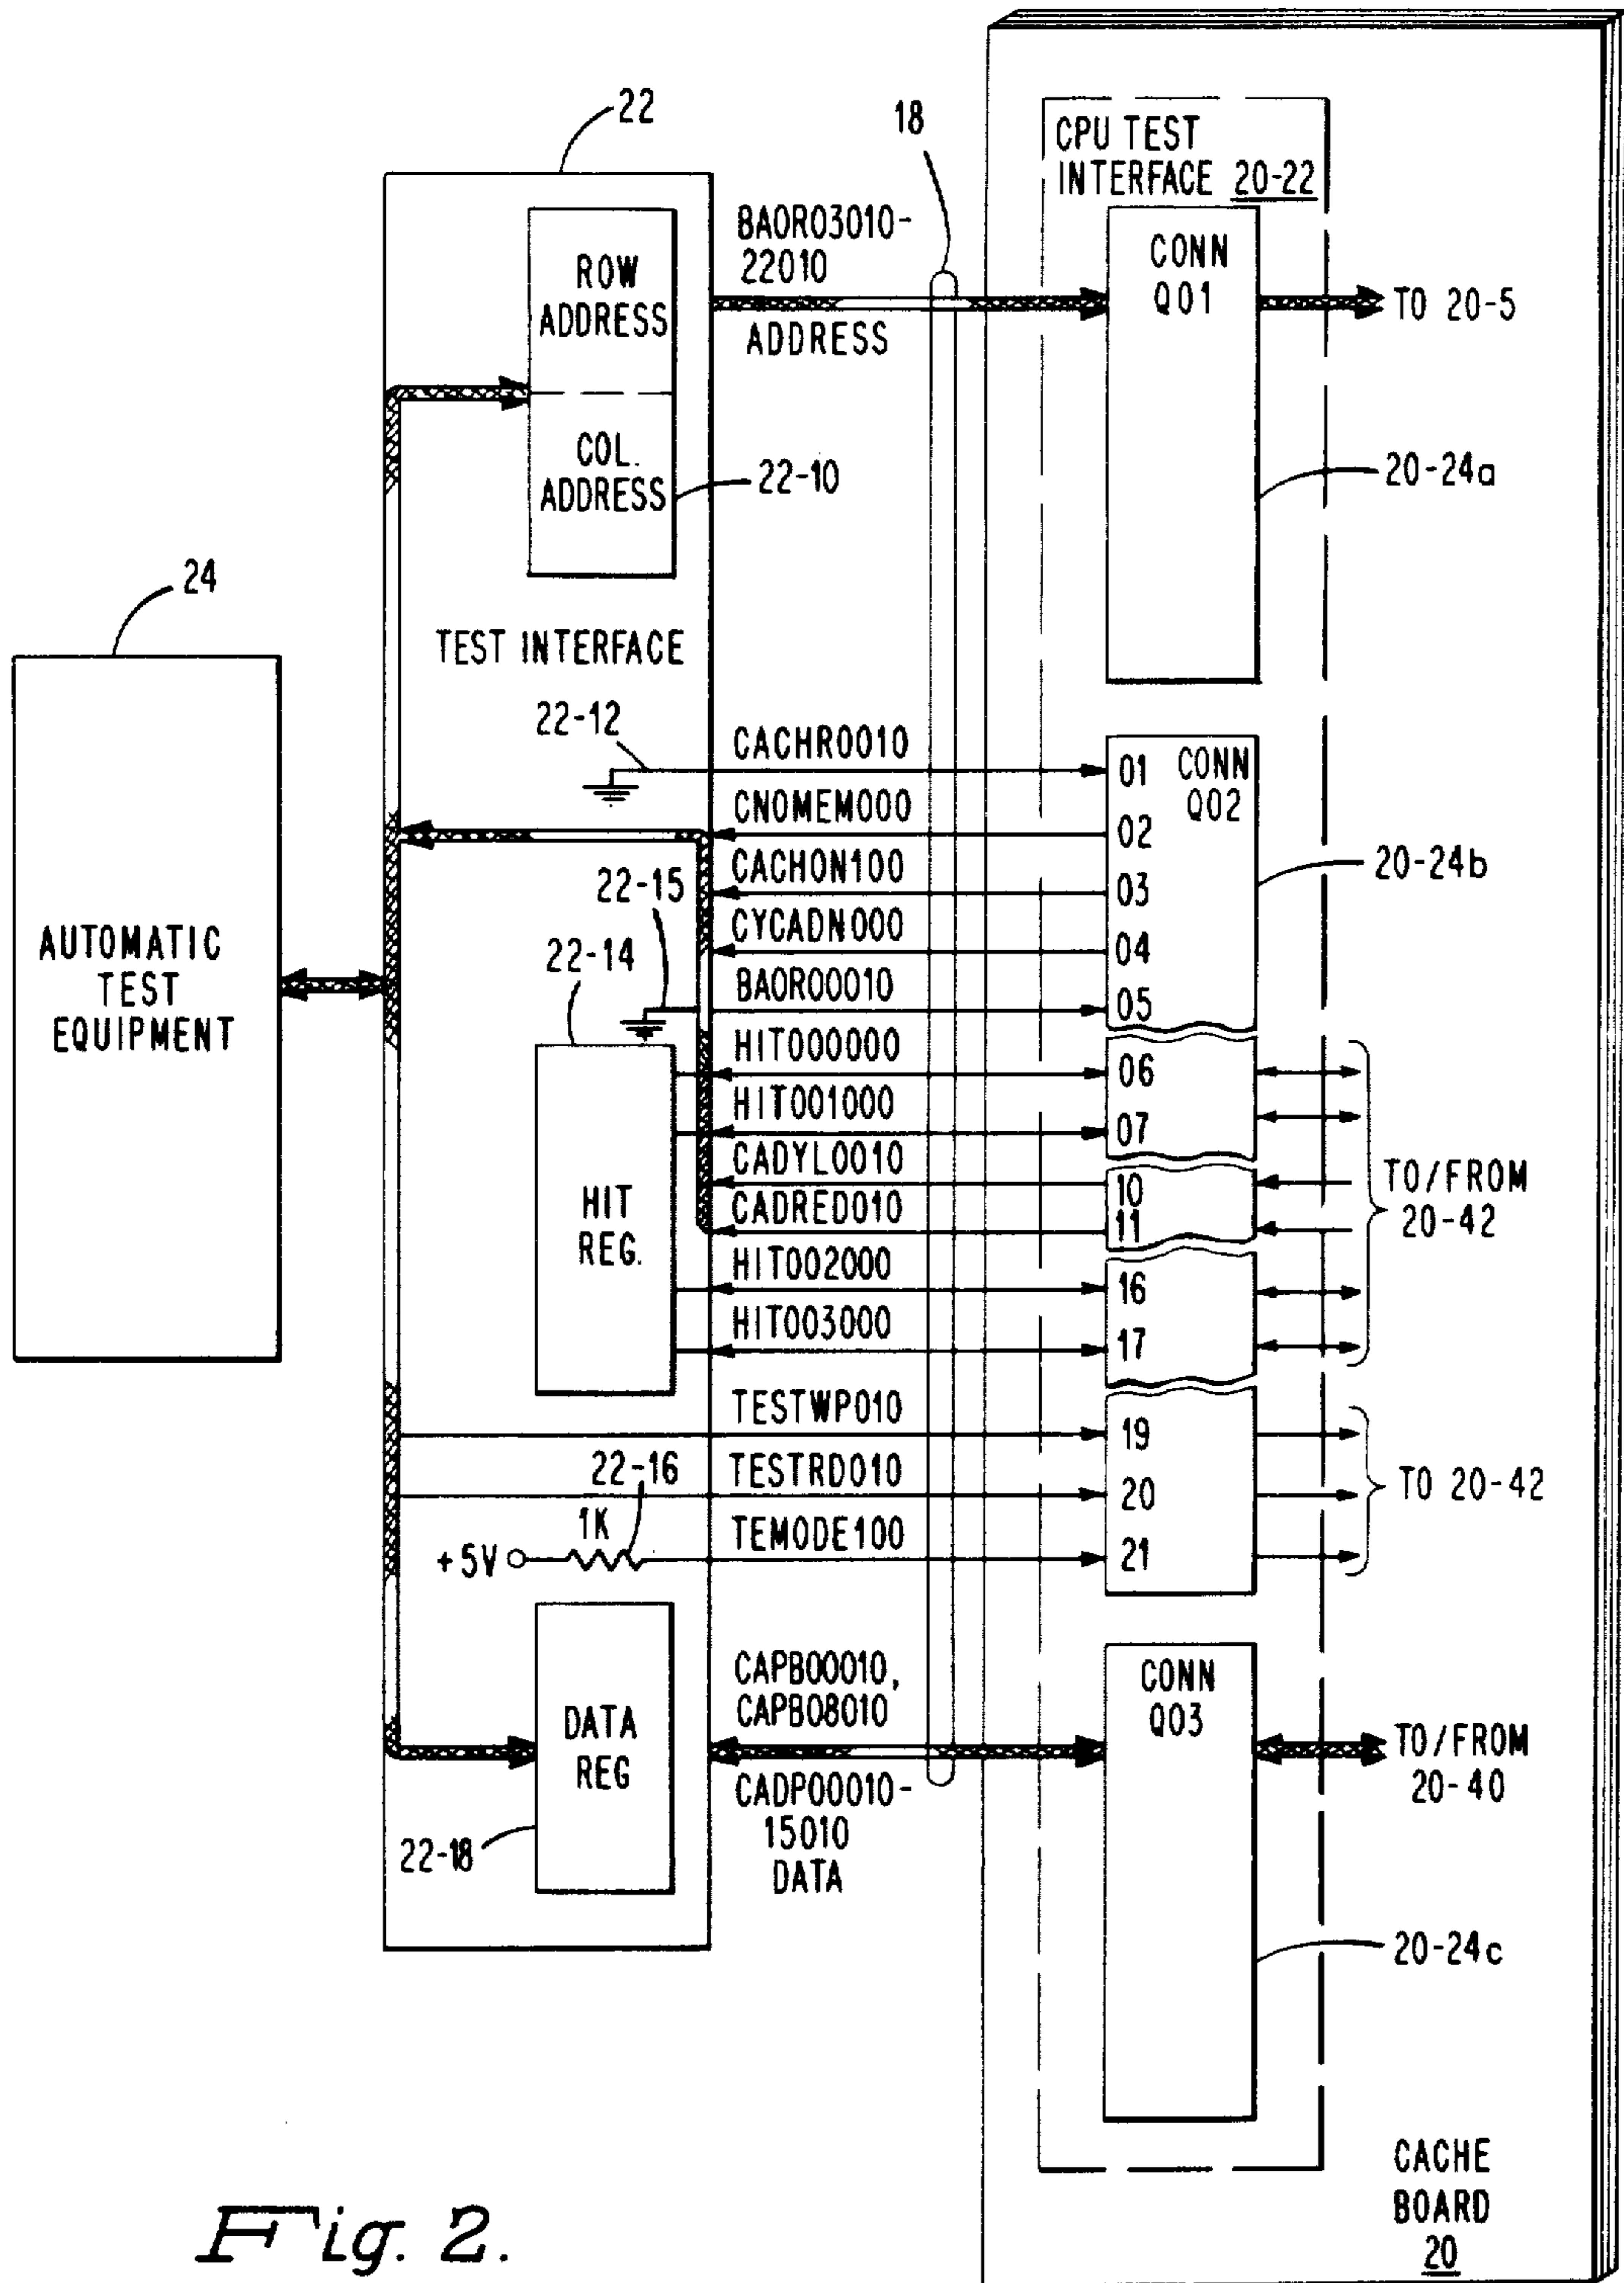 22
18
CPU TEST
INTERFACE 20-22
BAOR03010-
22010
ADDRESS
ROW
ADDRESS
COL.
ADDRESS
22-10
CONN
Q01
TO 20-5
20-24a
24
AUTOMATIC
TEST
EQUIPMENT
TEST INTERFACE
22-12
CACHR0010
01
CONN
Q02
CNOMEM000
02
CACHON100
03
20-24b
22-15
CYCADN000
04
22-14
BAOR00010
05
HIT000000
06
HIT001000
07
CADYL0010
10
CADRED010
11
TO/FROM
20-42
HIT
REG.
HIT002000
16
HIT003000
17
TESTWP010
19
22-16
TESTRD010
20
TO 20-42
1K
+5V
TEMODE100
21
DATA
REG
22-18
CAPB00010,
CAPB08010
CADP00010-
15010
DATA
CONN
Q03
TO/FROM
20-40
20-24c
CACHE
BOARD
20
Fig. 2.